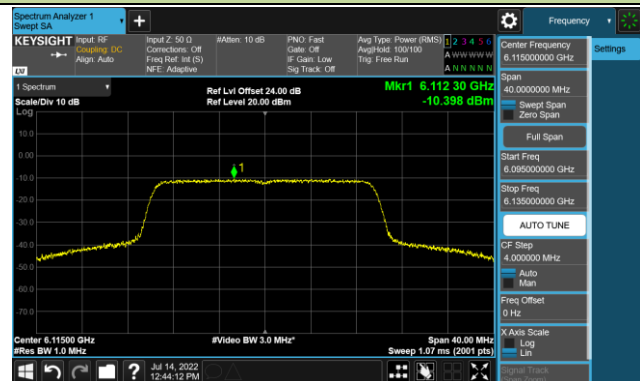 Spectrum Analyzer 1
Swept SA
Frequency
KEYSIGHT
Input: RF
Coupling: DC
Align: Auto
Input Z: 50 Ω
Corrections: Off
Freq Ref: Int (S)
NFE: Adaptive
#Atten: 10 dB
PNO: Fast
Gate: Off
IF Gain: Low
Sig Track: Off
Avg Type: Power (RMS)
Avg|Hold: 100/100
Trig: Free Run
1 2 3 4 5 6
A W W W W W
A N N N N N
LXI
1 Spectrum
Scale/Div 10 dB
Log
Ref Lvl Offset 24.00 dB
Ref Level 20.00 dBm
Mkr1 6.112 30 GHz
-10.398 dBm
10.0
0.00
-10.0
-20.0
-30.0
-40.0
-50.0
-60.0
-70.0
1
Center 6.11500 GHz
#Res BW 1.0 MHz
#Video BW 3.0 MHz*
Span 40.00 MHz
Sweep 1.07 ms (2001 pts)
Jul 14, 2022
12:44:12 PM
Center Frequency
6.115000000 GHz
Settings
Span
40.0000000 MHz
Swept Span
Zero Span
Full Span
Start Freq
6.095000000 GHz
Stop Freq
6.135000000 GHz
AUTO TUNE
CF Step
4.000000 MHz
Auto
Man
Freq Offset
0 Hz
X Axis Scale
Log
Lin
Signal Track
(Span Zoom)